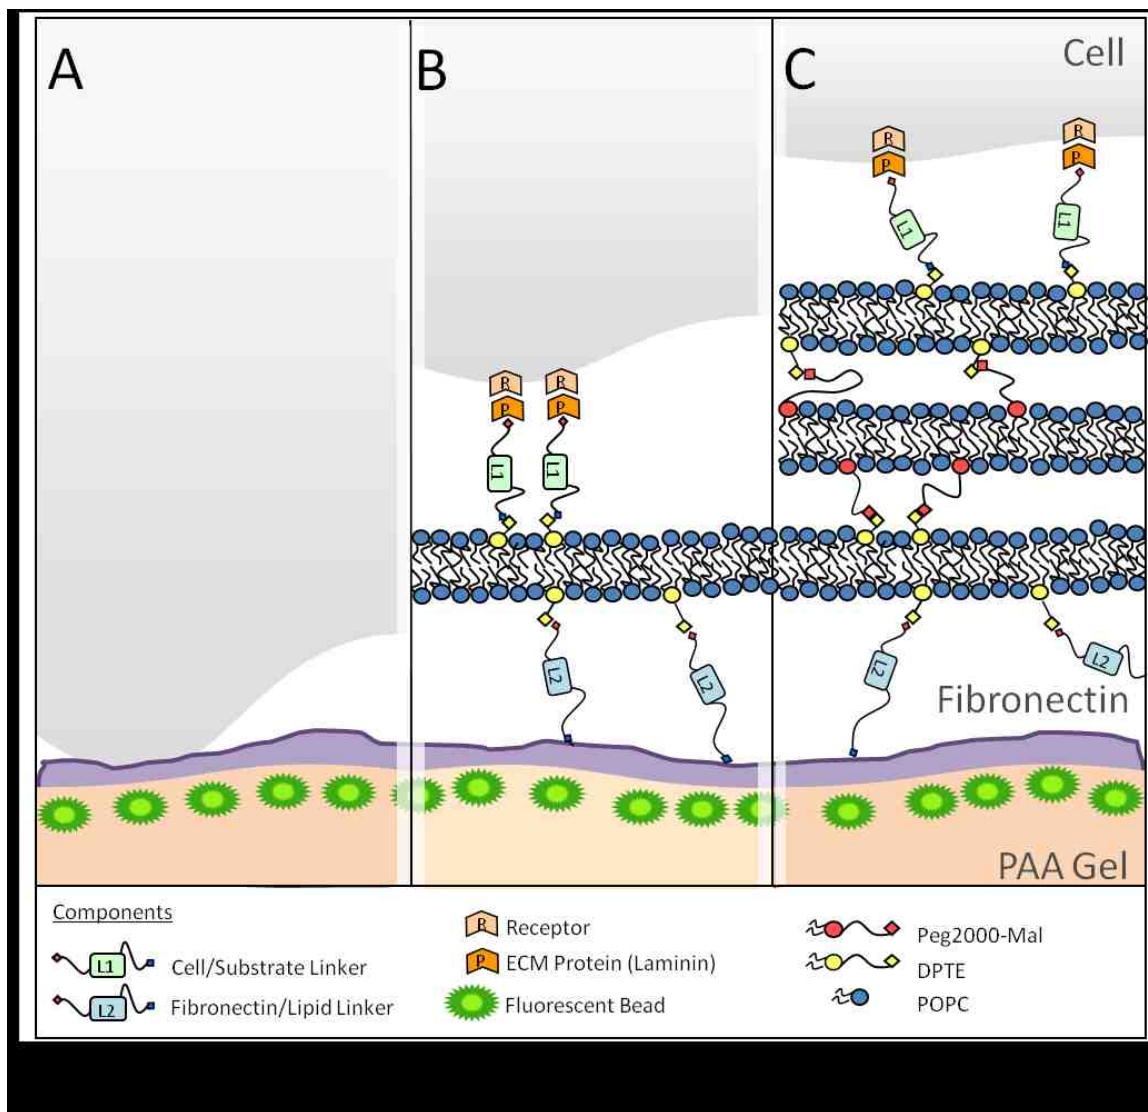 A
B
C
Cell
R
R
P
P
L1
L1
R
R
P
P
L1
L1
L2
L2
L2
L2
Fibronectin
PAA Gel
Components
L1 Cell/Substrate Linker
L2 Fibronectin/Lipid Linker
R Receptor
P ECM Protein (Laminin)
Fluorescent Bead
Peg2000-Mal
DPTE
POPC